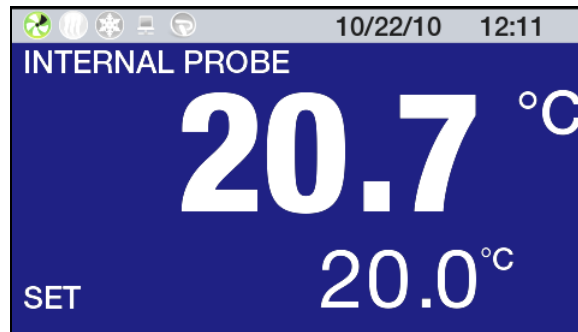 10/22/10 12:11
INTERNAL PROBE
20.7 °C
SET 20.0 °C